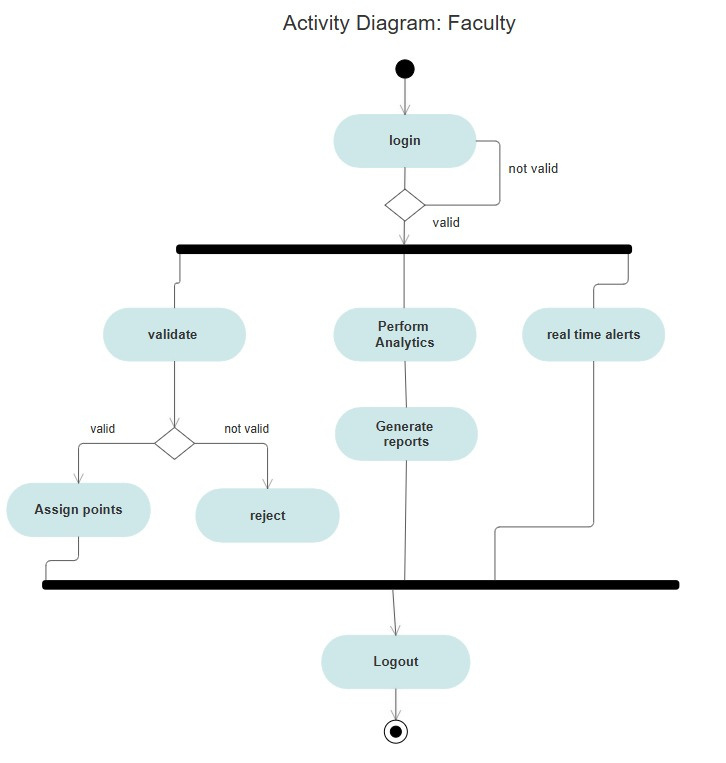 Activity Diagram: Faculty
login
not valid
valid
validate
Perform
Analytics
real time alerts
valid
not valid
Generate
reports
Assign points
reject
Logout